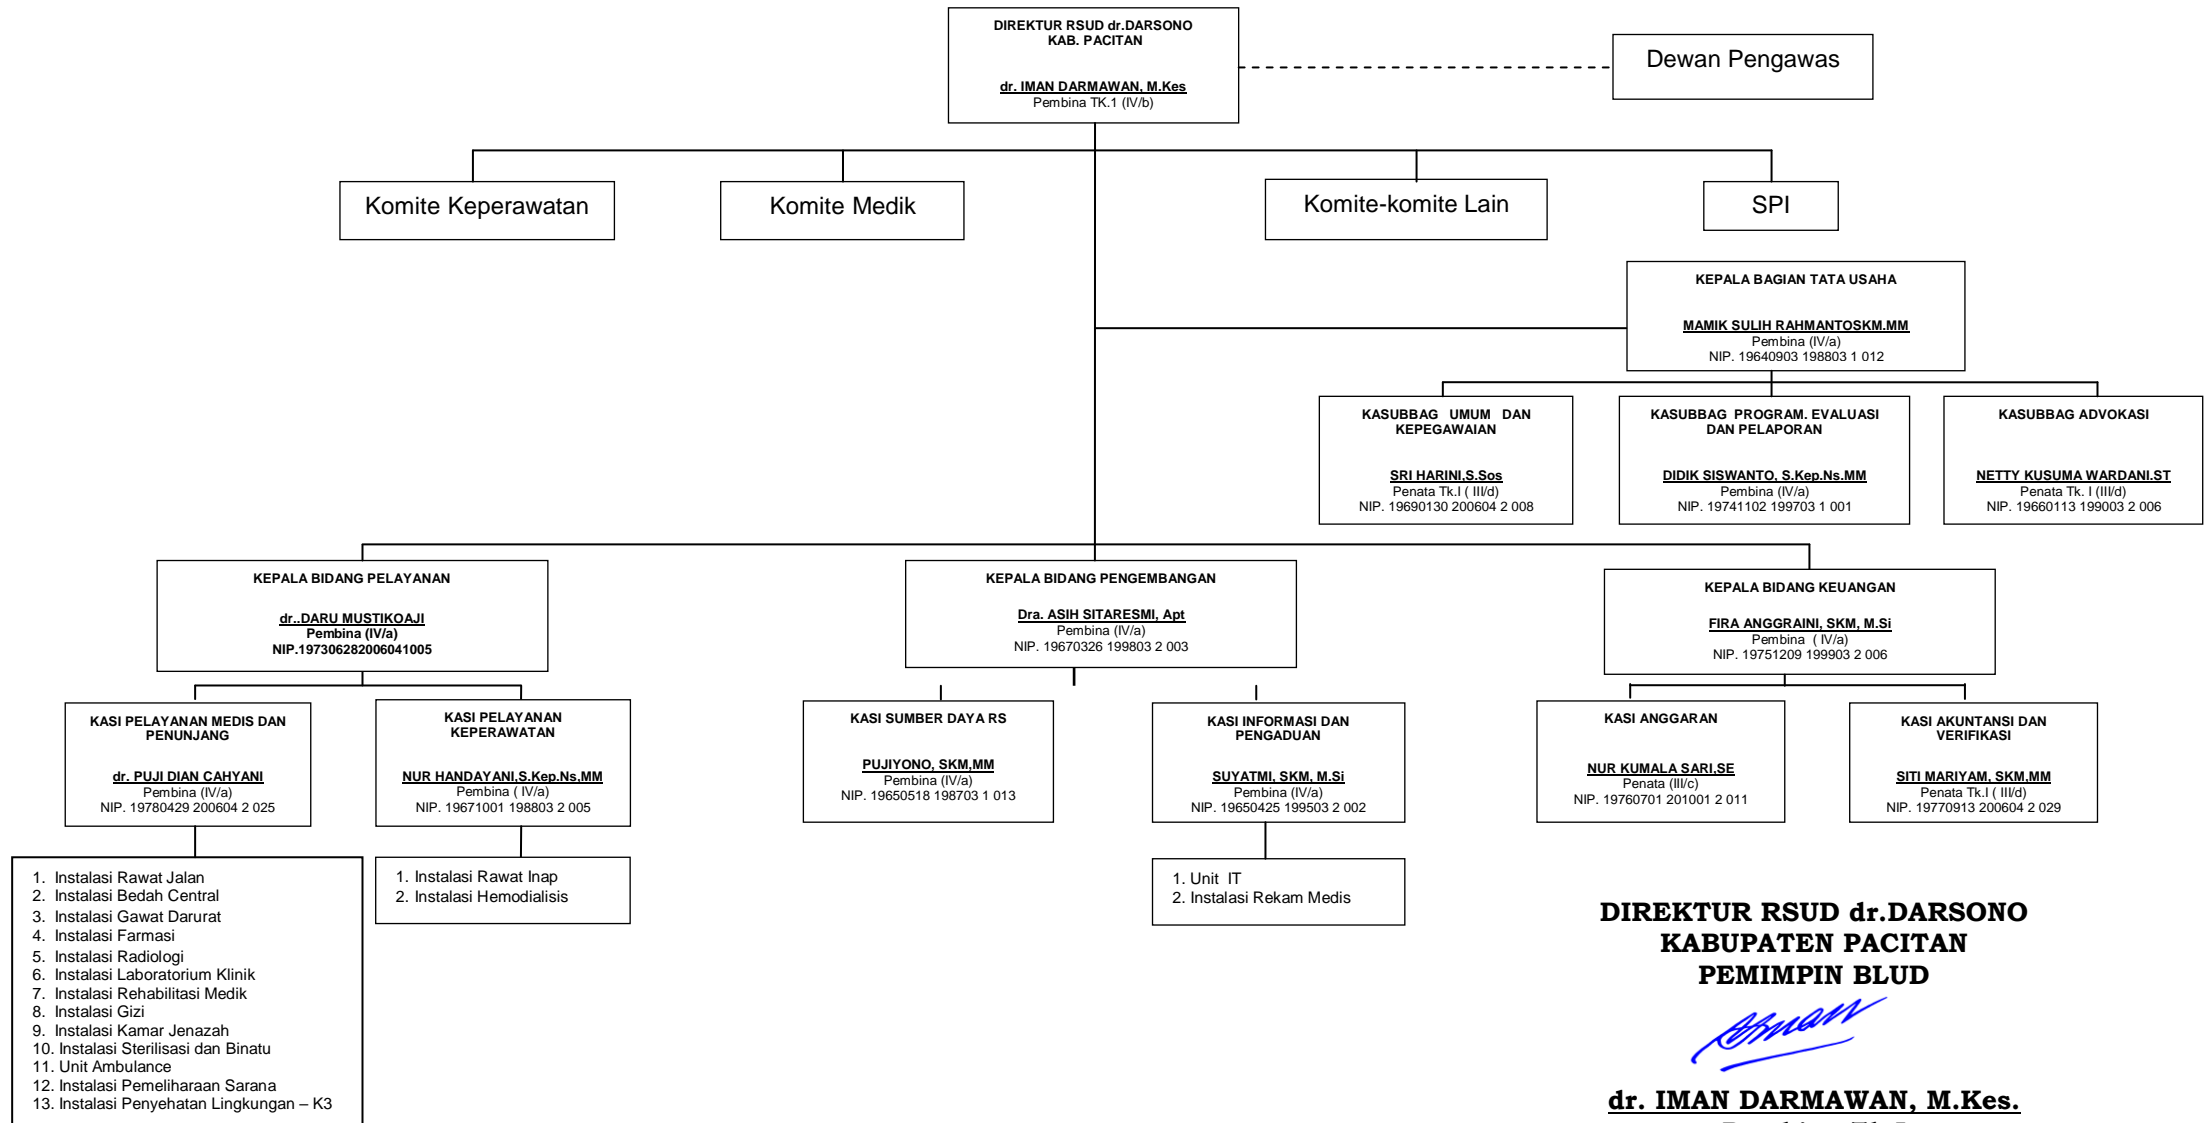 DIREKTUR RSUD dr.DARSONO
KAB. PACITAN
dr. IMAN DARMAWAN, M.Kes
Pembina TK.1 (IV/b)
Dewan Pengawas
Komite Keperawatan
Komite Medik
Komite-komite Lain
SPI
KEPALA BAGIAN TATA USAHA
MAMIK SULIH RAHMANTOSKM.MM
Pembina (IV/a)
NIP. 19640903 198803 1 012
KASUBBAG UMUM DAN
KEPEGAWAIAN
SRI HARINI,S.Sos
Penata Tk.I ( III/d)
NIP. 19690130 200604 2 008
KASUBBAG PROGRAM. EVALUASI
DAN PELAPORAN
DIDIK SISWANTO, S.Kep.Ns.MM
Pembina (IV/a)
NIP. 19741102 199703 1 001
KASUBBAG ADVOKASI
NETTY KUSUMA WARDANI.ST
Penata Tk. I (III/d)
NIP. 19660113 199003 2 006
KEPALA BIDANG PELAYANAN
dr..DARU MUSTIKOAJI
Pembina (IV/a)
NIP.197306282006041005
KEPALA BIDANG PENGEMBANGAN
Dra. ASIH SITARESMI, Apt
Pembina (IV/a)
NIP. 19670326 199803 2 003
KEPALA BIDANG KEUANGAN
FIRA ANGGRAINI, SKM, M.Si
Pembina ( IV/a)
NIP. 19751209 199903 2 006
KASI PELAYANAN MEDIS DAN
PENUNJANG
dr. PUJI DIAN CAHYANI
Pembina (IV/a)
NIP. 19780429 200604 2 025
KASI PELAYANAN
KEPERAWATAN
NUR HANDAYANI,S.Kep.Ns,MM
Pembina ( IV/a)
NIP. 19671001 198803 2 005
KASI SUMBER DAYA RS
PUJIYONO, SKM,MM
Pembina (IV/a)
NIP. 19650518 198703 1 013
KASI INFORMASI DAN
PENGADUAN
SUYATMI, SKM, M.Si
Pembina (IV/a)
NIP. 19650425 199503 2 002
KASI ANGGARAN
NUR KUMALA SARI,SE
Penata (III/c)
NIP. 19760701 201001 2 011
KASI AKUNTANSI DAN
VERIFIKASI
SITI MARIYAM, SKM,MM
Penata Tk.I ( III/d)
NIP. 19770913 200604 2 029
1. Instalasi Rawat Jalan
2. Instalasi Bedah Central
3. Instalasi Gawat Darurat
4. Instalasi Farmasi
5. Instalasi Radiologi
6. Instalasi Laboratorium Klinik
7. Instalasi Rehabilitasi Medik
8. Instalasi Gizi
9. Instalasi Kamar Jenazah
10. Instalasi Sterilisasi dan Binatu
11. Unit Ambulance
12. Instalasi Pemeliharaan Sarana
13. Instalasi Penyehatan Lingkungan – K3
1. Instalasi Rawat Inap
2. Instalasi Hemodialisis
1. Unit IT
2. Instalasi Rekam Medis
DIREKTUR RSUD dr.DARSONO
KABUPATEN PACITAN
PEMIMPIN BLUD
dr. IMAN DARMAWAN, M.Kes.